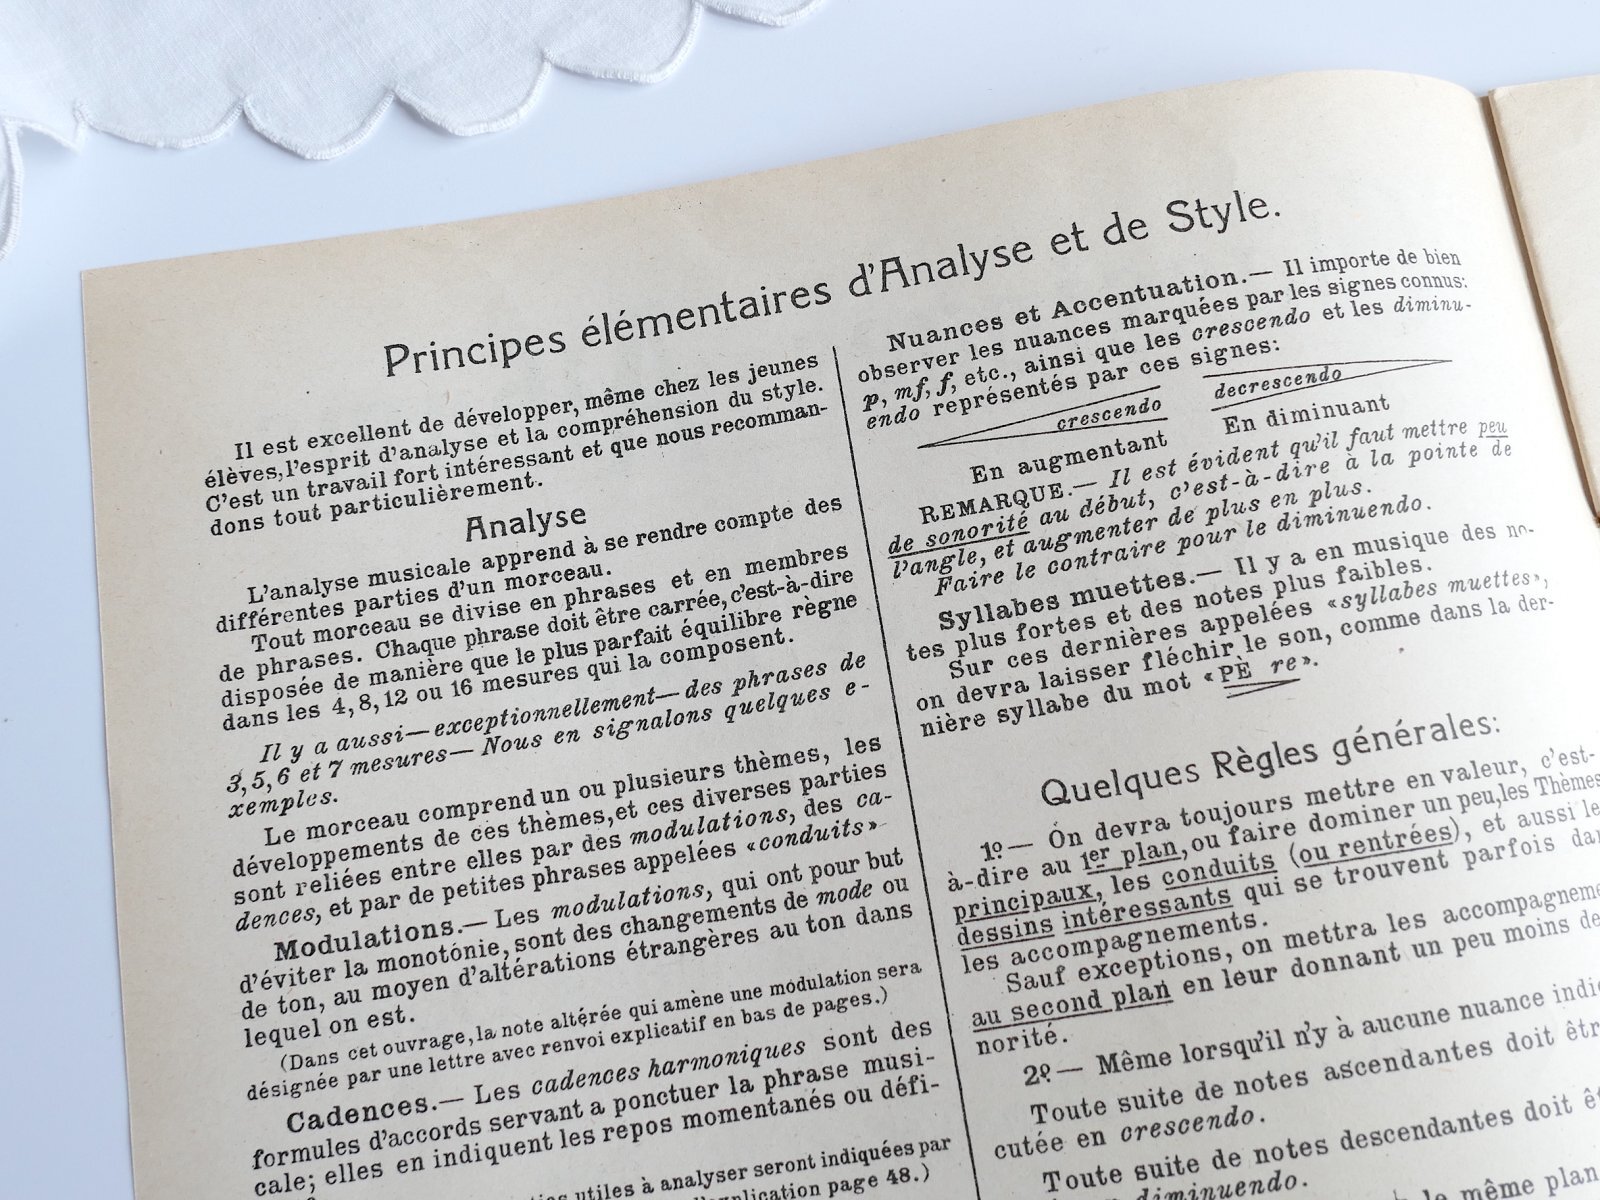 Principes élémentaires d'Analyse et de Style.
Il est excellent de développer, même chez les jeunes
élèves, l'esprit d'analyse et la compréhension du style.
C'est un travail fort intéressant et que nous recomman-
dons tout particulièrement.
Analyse
L'analyse musicale apprend à se rendre compte des
différentes parties d'un morceau.
Tout morceau se divise en phrases et en membres
de phrases. Chaque phrase doit être carrée, c'est-à-dire
disposée de manière que le plus parfait équilibre règne
dans les 4, 8, 12 ou 16 mesures qui la composent.
Il y a aussi — exceptionnellement — des phrases de
3, 5, 6 et 7 mesures — Nous en signalons quelques e-
xemples.
Le morceau comprend un ou plusieurs thèmes, les
développements de ces thèmes, et ces diverses parties
sont reliées entre elles par des modulations, des ca-
dences, et par de petites phrases appelées «conduits»
Modulations. — Les modulations, qui ont pour but
d'éviter la monotónie, sont des changements de mode ou
de ton, au moyen d'altérations étrangères au ton dans
lequel on est.
(Dans cet ouvrage, la note altérée qui amène une modulation sera
désignée par une lettre avec renvoi explicatif en bas de pages.)
Cadences. — Les cadences harmoniques sont des
formules d'accords servant a ponctuer la phrase musi-
cale; elles en indiquent les repos momentanés ou défi-
utiles à analyser seront indiquées par
explication page 48.)
Nuances et Accentuation. — Il importe de bien
observer les nuances marquées par les signes connus:
p, mf, f, etc., ainsi que les crescendo et les diminu-
endo représentés par ces signes:
crescendo decrescendo
En augmentant En diminuant
REMARQUE. — Il est évident qu'il faut mettre peu
de sonorité au début, c'est-à-dire à la pointe de
l'angle, et augmenter de plus en plus.
Faire le contraire pour le diminuendo.
Syllabes muettes. — Il y a en musique des no-
tes plus fortes et des notes plus faibles.
Sur ces dernières appelées «syllabes muettes»,
on devra laisser fléchir le son, comme dans la der-
nière syllabe du mot «PÈ re».
Quelques Règles générales:
1º — On devra toujours mettre en valeur, c'est-
à-dire au 1er plan, ou faire dominer un peu, les Thèmes
principaux, les conduits (ou rentrées), et aussi le
dessins intéressants qui se trouvent parfois da
les accompagnements.
Sauf exceptions, on mettra les accompagneme
au second plan en leur donnant un peu moins de
norité.
2º — Même lorsqu'il n'y à aucune nuance indi
Toute suite de notes ascendantes doit êtr
cutée en crescendo.
Toute suite de notes descendantes doit êt
diminuendo.
le même plan